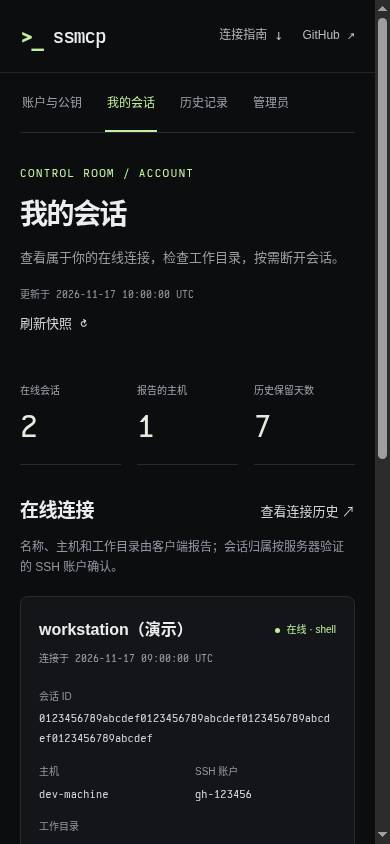 >_ ssmcp
连接指南 ↓ GitHub ↗
账户与公钥 我的会话 历史记录 管理员
CONTROL ROOM / ACCOUNT
我的会话
查看属于你的在线连接，检查工作目录，按需断开会话。
更新于 2026-11-17 10:00:00 UTC
刷新快照 ↻
在线会话 报告的主机 历史保留天数
2 1 7
在线连接 查看连接历史 ↗
名称、主机和工作目录由客户端报告；会话归属按服务器验证
的 SSH 账户确认。
workstation（演示） ● 在线 · shell
连接于 2026-11-17 09:00:00 UTC
会话 ID
0123456789abcdef0123456789abcdef0123456789abcd
ef0123456789abcdef
主机 SSH 账户
dev-machine gh-123456
工作目录